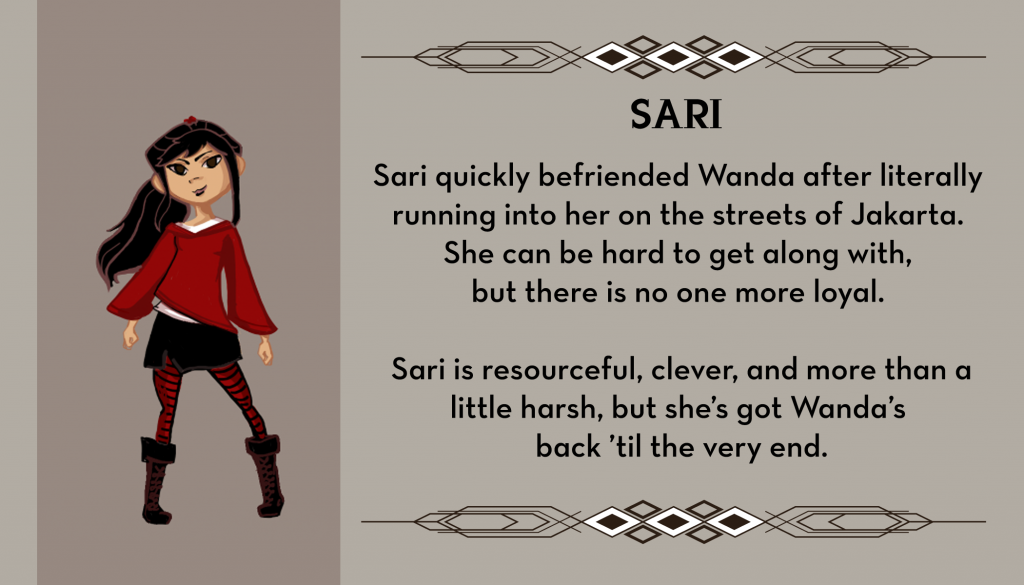 SARI
Sari quickly befriended Wanda after literally
running into her on the streets of Jakarta.
She can be hard to get along with,
but there is no one more loyal.
Sari is resourceful, clever, and more than a
little harsh, but she’s got Wanda’s
back ’til the very end.